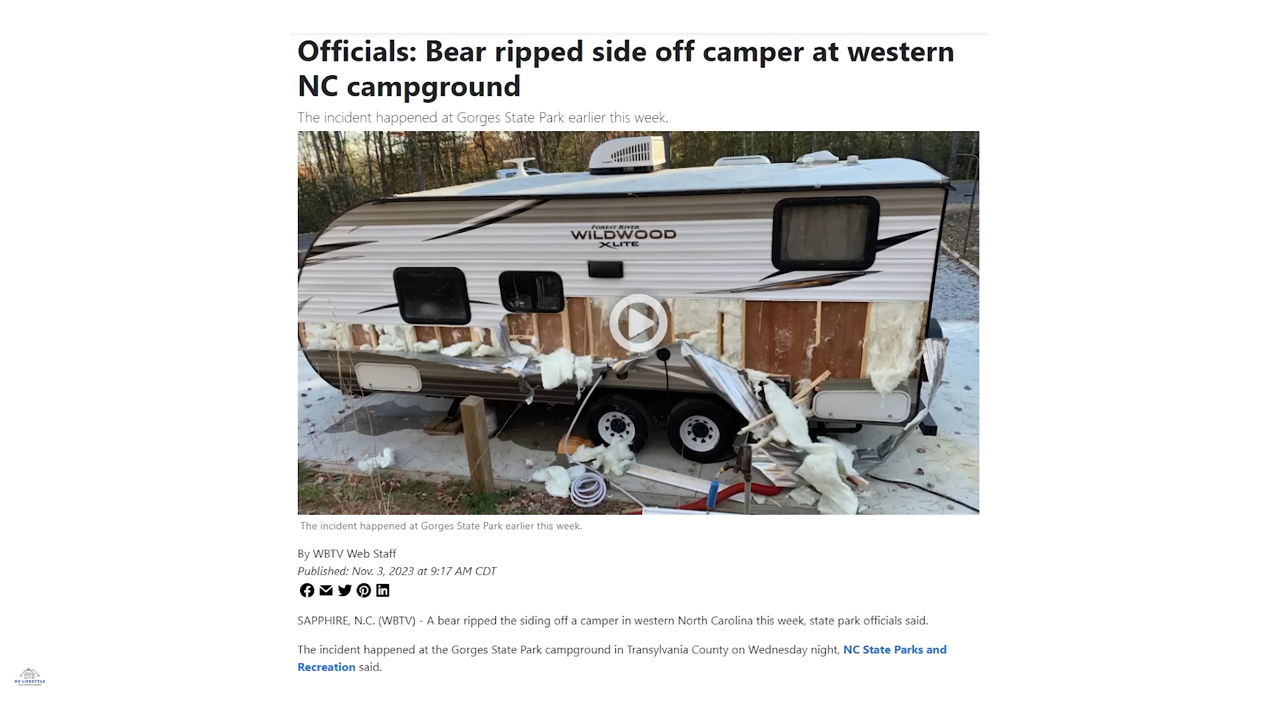 Officials: Bear ripped side off camper at western
NC campground
The incident happened at Gorges State Park earlier this week.
FOREST RIVER
WILDWOOD
X LITE
The incident happened at Gorges State Park earlier this week.
By WBTV Web Staff
Published: Nov. 3, 2023 at 9:17 AM CDT
SAPPHIRE, N.C. (WBTV) - A bear ripped the siding off a camper in western North Carolina this week, state park officials said.
The incident happened at the Gorges State Park campground in Transylvania County on Wednesday night, NC State Parks and
Recreation said.
RV LIFESTYLE